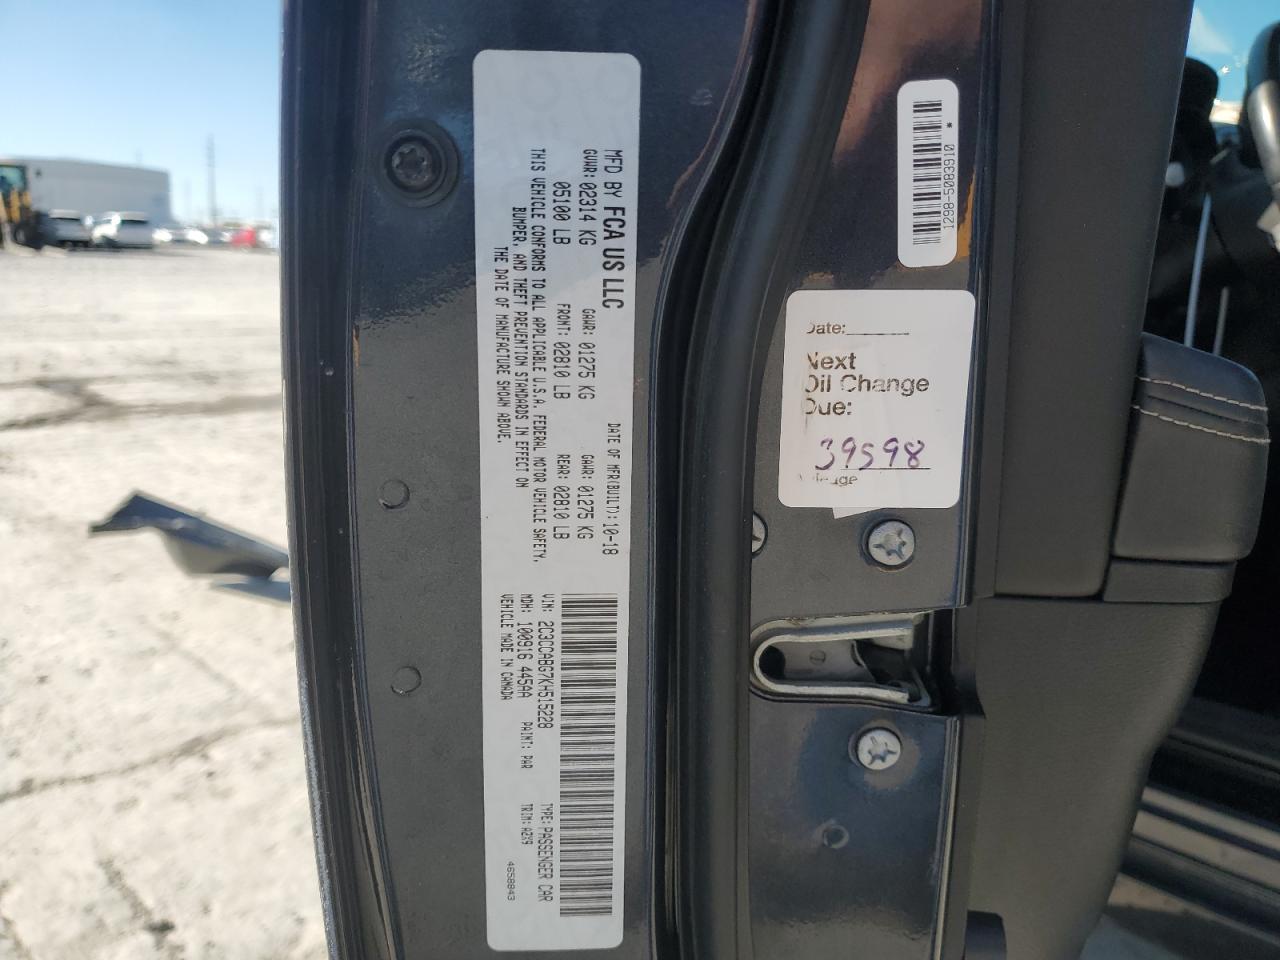 MFD BY FCA US LLC
DATE OF MFR(BUILT): 10-18
GVWR: 02314 KG GAWR: 01275 KG GAWR: 01275 KG
05100 LB FRONT: 02810 LB REAR: 02810 LB
THIS VEHICLE CONFORMS TO ALL APPLICABLE U.S.A. FEDERAL MOTOR VEHICLE SAFETY,
BUMPER, AND THEFT PREVENTION STANDARDS IN EFFECT ON
THE DATE OF MANUFACTURE SHOWN ABOVE.
VIN: 2C3CCABG7KH515228 TYPE: PASSENGER CAR
MDH: 100916 445AA PAINT: PAR TRIM: A2X9
VEHICLE MADE IN CANADA 4658843
* 1298-5083910
Date:
Next
Oil Change
Due:
39598